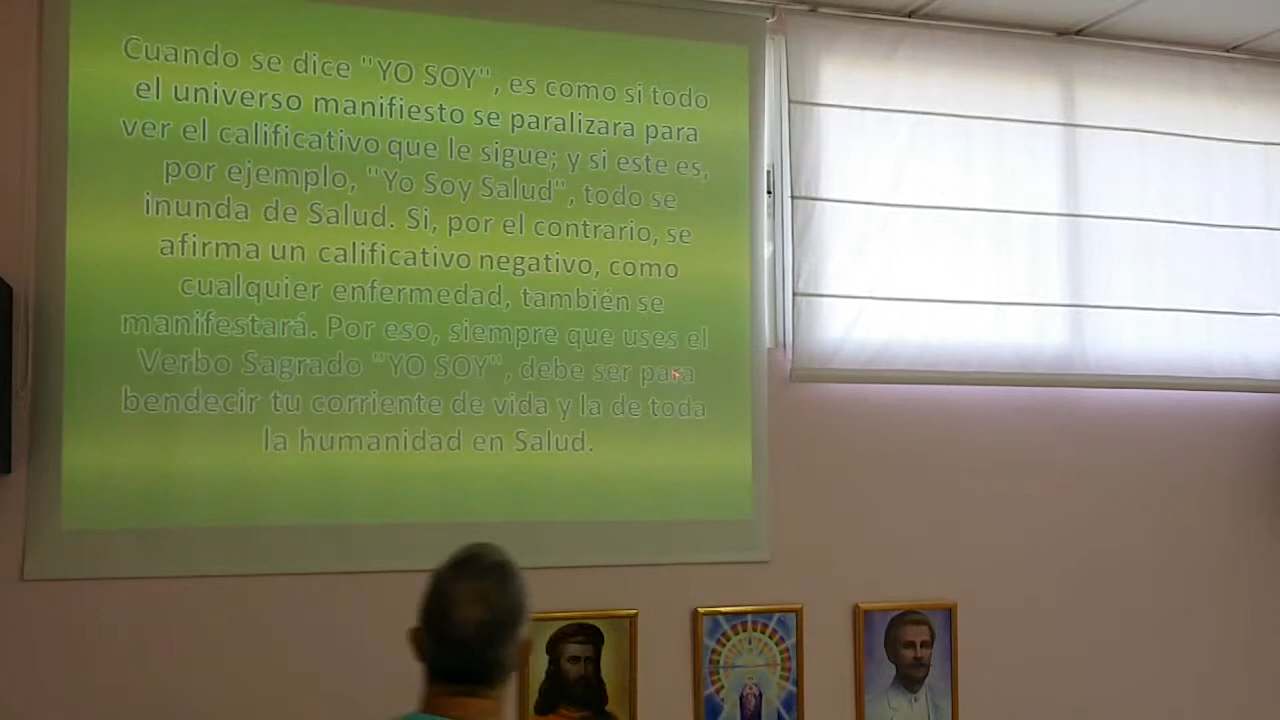 Cuando se dice "YO SOY", es como si todo
el universo manifiesto se paralizara para
ver el calificativo que le sigue; y si este es,
por ejemplo, "Yo Soy Salud", todo se
inunda de Salud. Si, por el contrario, se
afirma un calificativo negativo, como
cualquier enfermedad, también se
manifestará. Por eso, siempre que uses el
Verbo Sagrado "YO SOY", debe ser para
bendecir tu corriente de vida y la de toda
la humanidad en Salud.